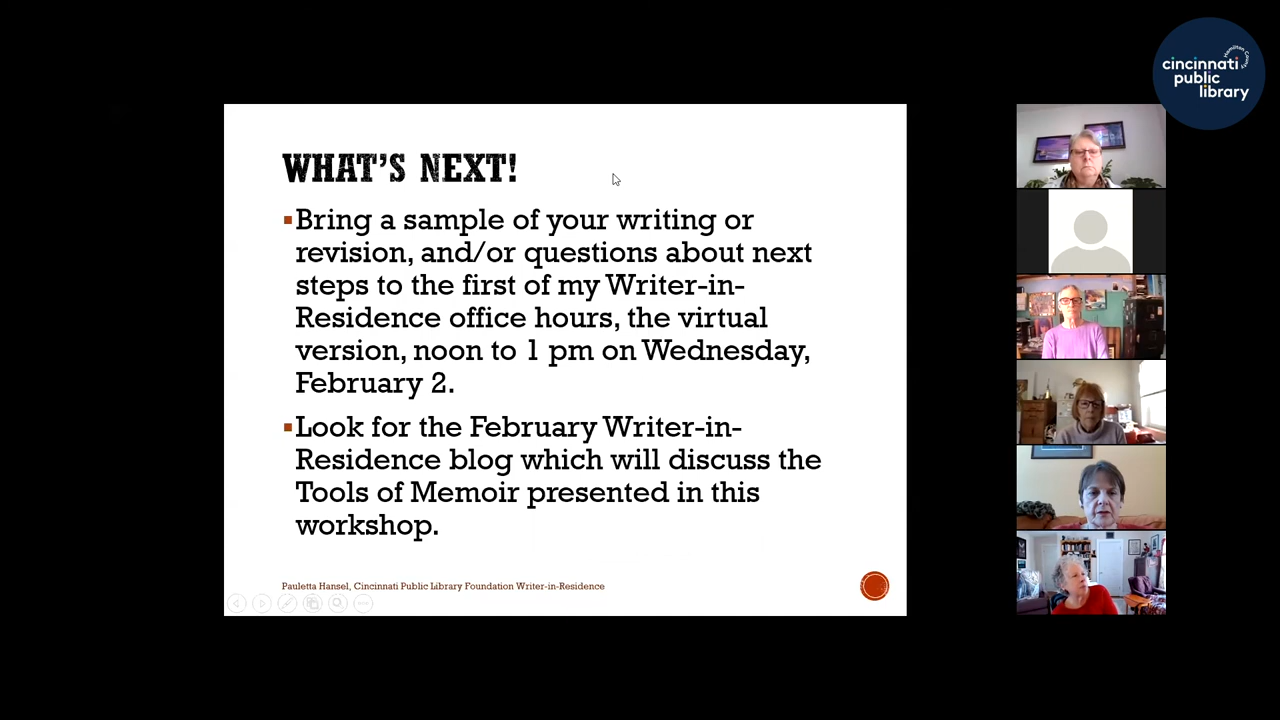 Hamilton County
cincinnati
public
library
WHAT'S NEXT!
Bring a sample of your writing or
revision, and/or questions about next
steps to the first of my Writer-in-
Residence office hours, the virtual
version, noon to 1 pm on Wednesday,
February 2.
Look for the February Writer-in-
Residence blog which will discuss the
Tools of Memoir presented in this
workshop.
Pauletta Hansel, Cincinnati Public Library Foundation Writer-in-Residence